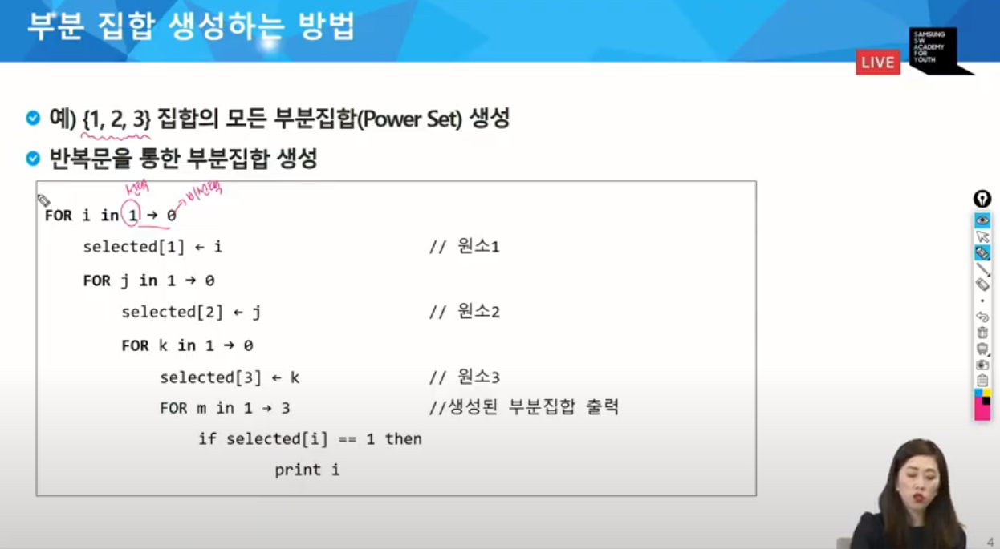 부분 집합 생성하는 방법
SAMSUNG
SW
ACADEMY
FOR
YOUTH
LIVE
예) {1, 2, 3} 집합의 모든 부분집합(Power Set) 생성
반복문을 통한 부분집합 생성
선택 비선택
FOR i in 1 → 0
selected[1] ← i // 원소1
FOR j in 1 → 0
selected[2] ← j // 원소2
FOR k in 1 → 0
selected[3] ← k // 원소3
FOR m in 1 → 3 //생성된 부분집합 출력
if selected[i] == 1 then
print i
4